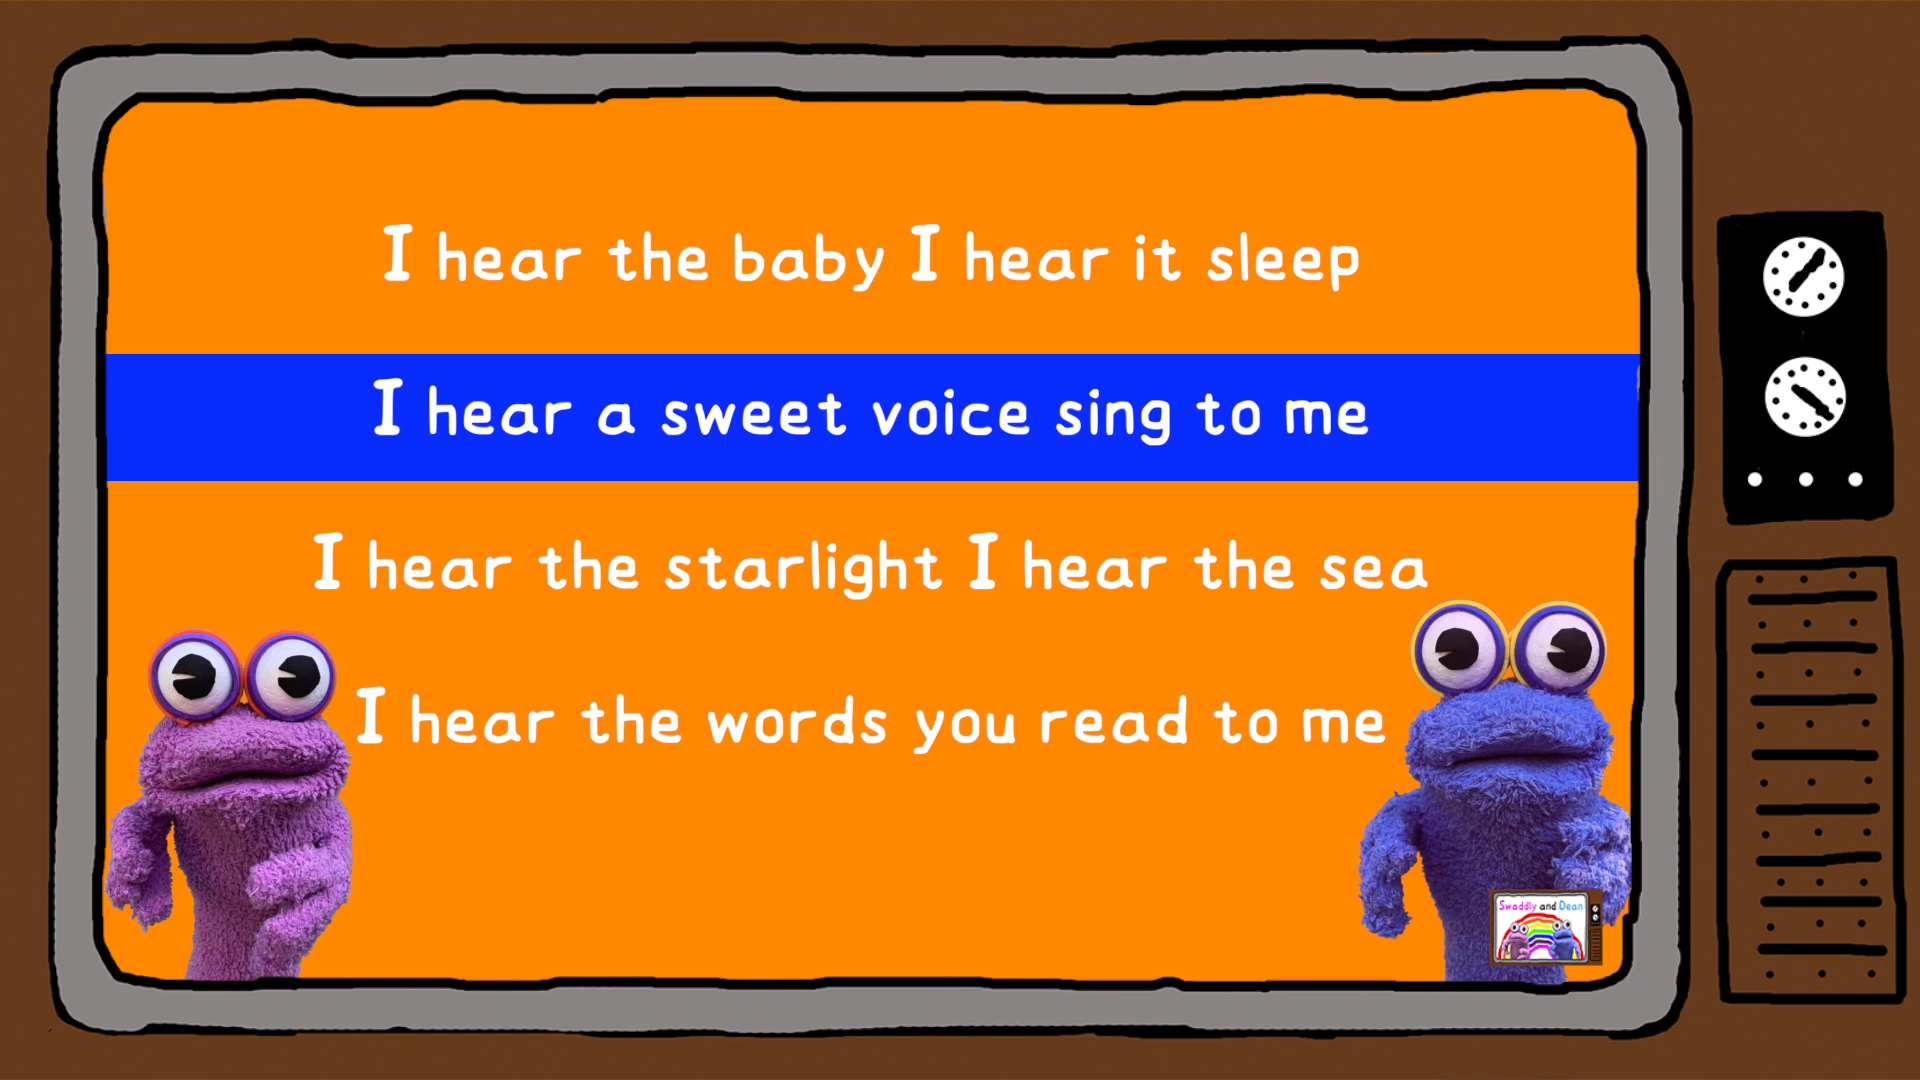 I hear the baby I hear it sleep
I hear a sweet voice sing to me
I hear the starlight I hear the sea
I hear the words you read to me
Swaddly and Dean